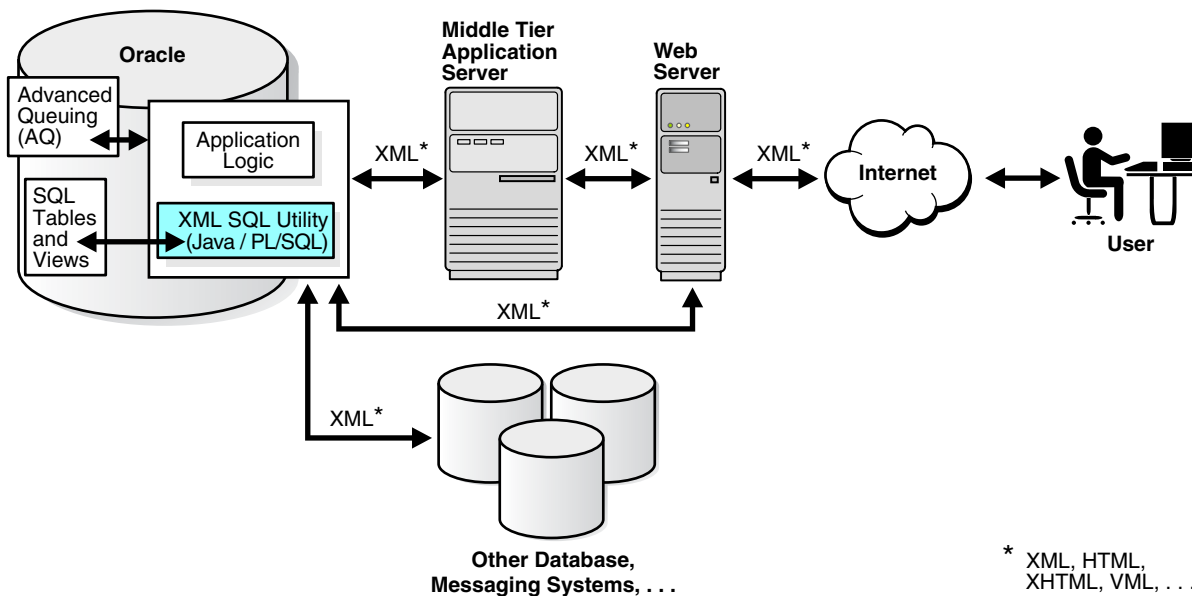 Oracle
Advanced
Queuing
(AQ)
Application
Logic
SQL
Tables
and
Views
XML SQL Utility
(Java / PL/SQL)
XML*
Middle Tier
Application
Server
XML*
Web
Server
XML*
Internet
User
XML*
XML*
Other Database,
Messaging Systems, . . .
* XML, HTML,
XHTML, VML, . . .